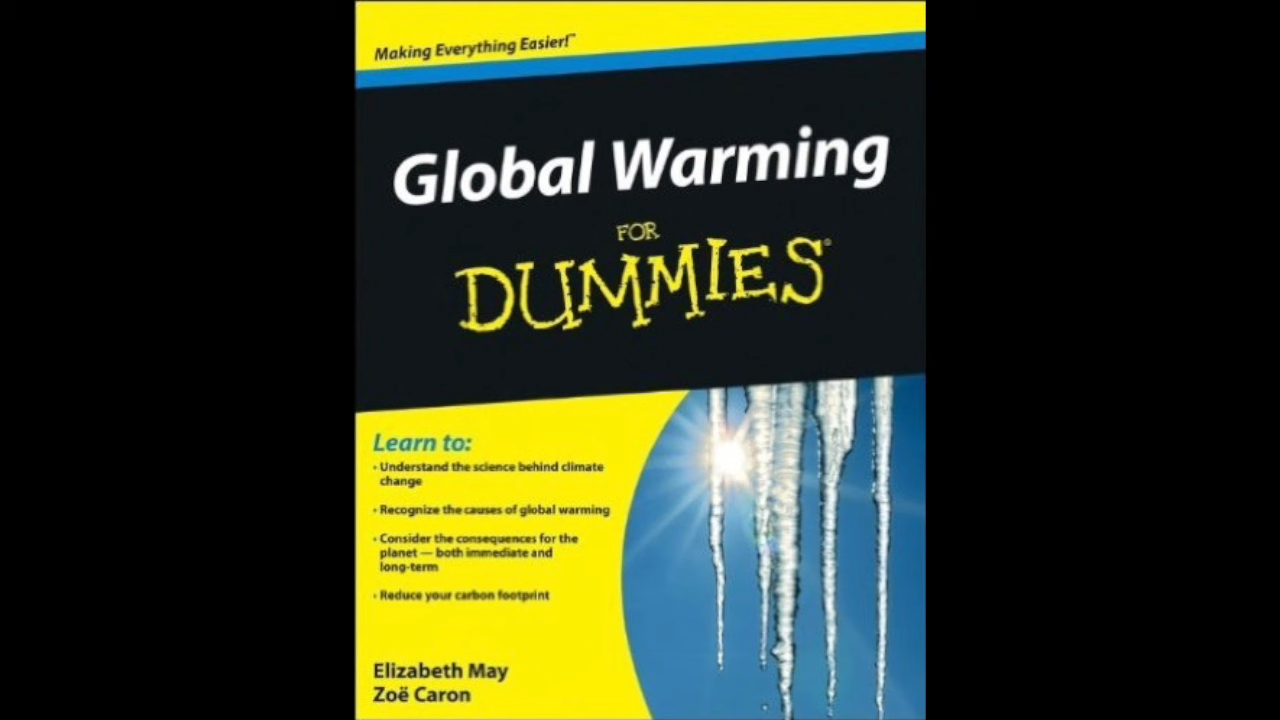 Making Everything Easier!™
Global Warming
FOR
DUMMIES®
Learn to:
• Understand the science behind climate
change
• Recognize the causes of global warming
• Consider the consequences for the
planet — both immediate and
long-term
• Reduce your carbon footprint
Elizabeth May
Zoë Caron